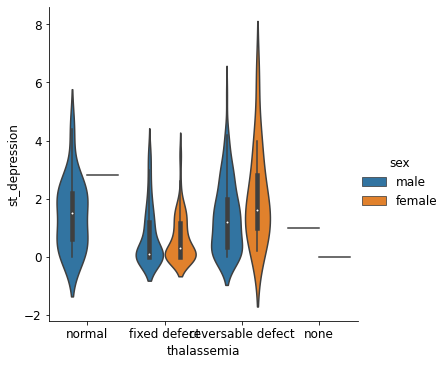 8
6
4
2
0
−2
st_depression
normal
fixed defect
reversable defect
none
thalassemia
sex
male
female